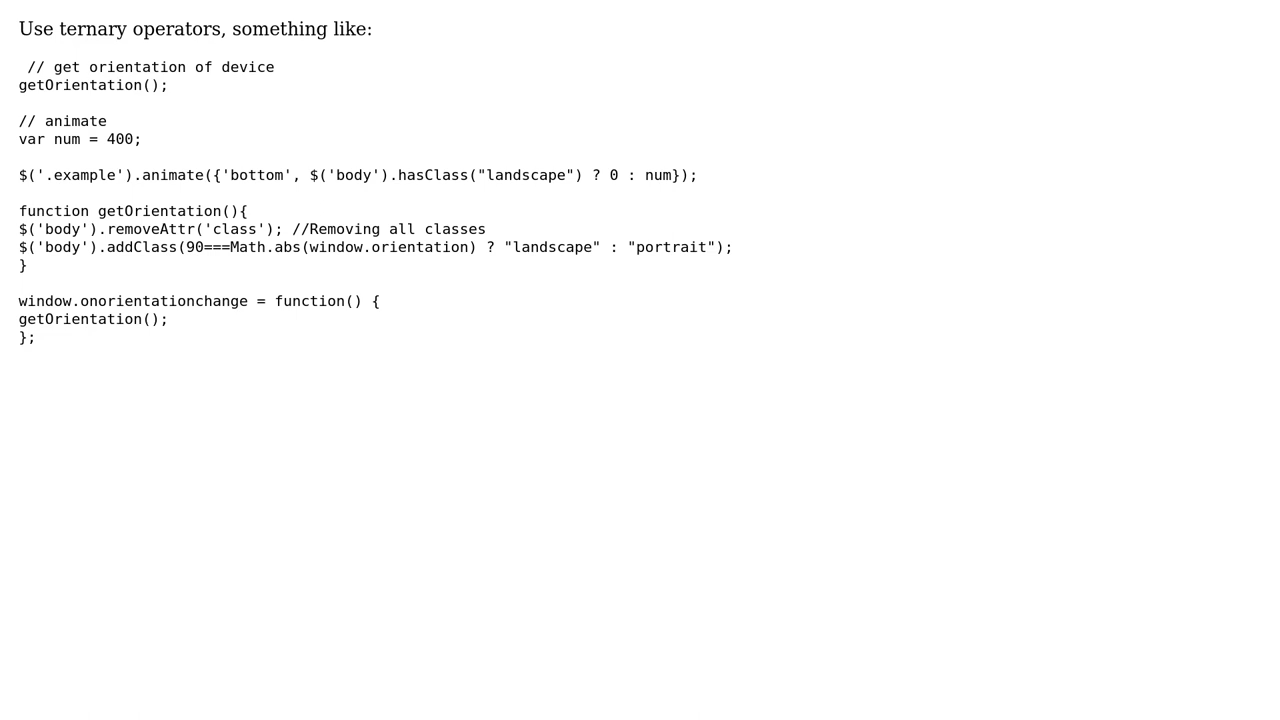 Use ternary operators, something like:
// get orientation of device
getOrientation();
// animate
var num = 400;
$('.example').animate({'bottom', $('body').hasClass("landscape") ? 0 : num});
function getOrientation(){
$('body').removeAttr('class'); //Removing all classes
$('body').addClass(90===Math.abs(window.orientation) ? "landscape" : "portrait");
}
window.onorientationchange = function() {
getOrientation();
};